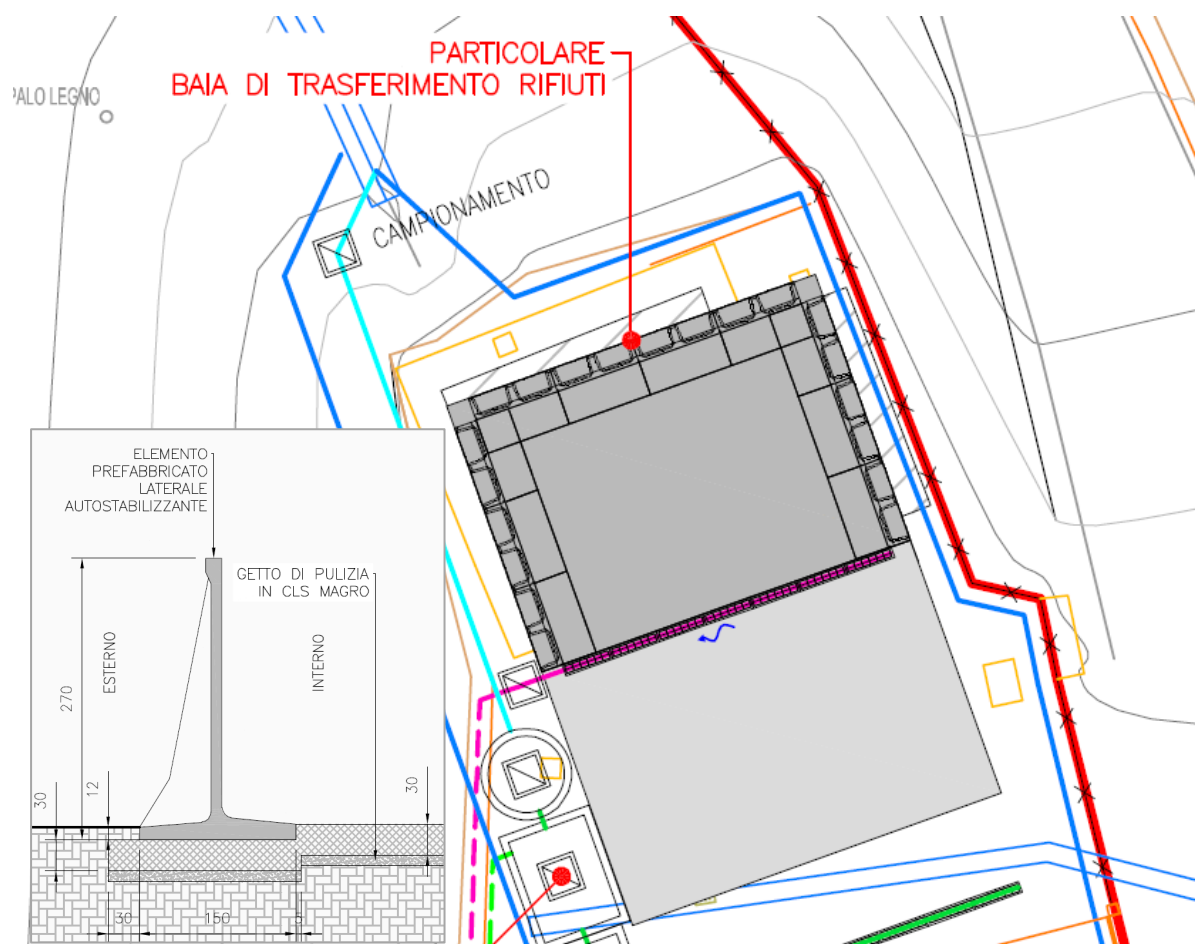 PARTICOLARE
BAIA DI TRASFERIMENTO RIFIUTI
PALO LEGNO
CAMPIONAMENTO
ELEMENTO
PREFABBRICATO
LATERALE
AUTOSTABILIZZANTE
GETTO DI PULIZIA
IN CLS MAGRO
ESTERNO
INTERNO
270
12
30
30
30
150
5